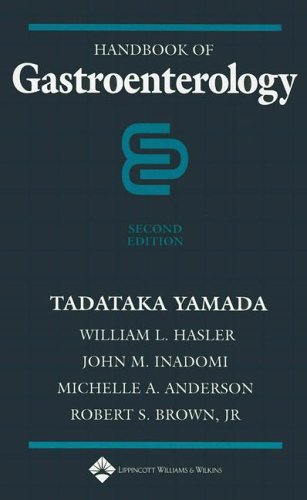 HANDBOOK OF
Gastroenterology
SECOND
EDITION
TADATAKA YAMADA
WILLIAM L. HASLER
JOHN M. INADOMI
MICHELLE A. ANDERSON
ROBERT S. BROWN, JR
LIPPINCOTT WILLIAMS & WILKINS